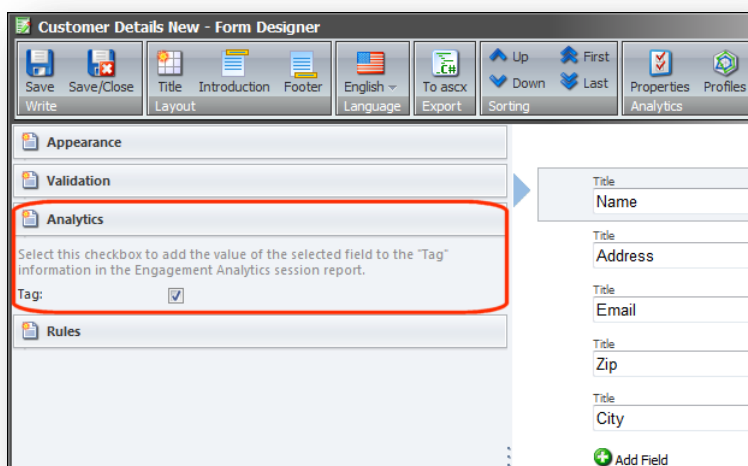 Customer Details New - Form Designer
Save Save/Close Title Introduction Footer English To ascx Up First Down Last Properties Profiles
.C#
Write Layout Language Export Sorting Analytics
Appearance
Validation
Analytics
Select this checkbox to add the value of the selected field to the "Tag"
information in the Engagement Analytics session report.
Tag:
Rules
Title
Name
Title
Address
Title
Email
Title
Zip
Title
City
Add Field